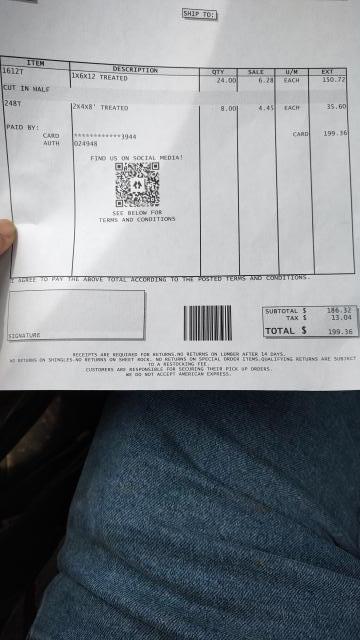 SHIP TO:
ITEM DESCRIPTION QTY SALE U/M EXT
1612T 1X6X12 TREATED 24.00 6.28 EACH 150.72
CUT IN HALF
248T 2X4X8' TREATED 8.00 4.45 EACH 35.60
PAID BY:
CARD ************3944 CARD 199.36
AUTH 024948
FIND US ON SOCIAL MEDIA!
SEE BELOW FOR
TERMS AND CONDITIONS
I AGREE TO PAY THE ABOVE TOTAL ACCORDING TO THE POSTED TERMS AND CONDITIONS.
SUBTOTAL $ 186.32
TAX $ 13.04
TOTAL $ 199.36
SIGNATURE
RECEIPTS ARE REQUIRED FOR RETURNS.NO RETURNS ON LUMBER AFTER 14 DAYS.
NO RETURNS ON SHINGLES-NO RETURNS ON SHEET ROCK. NO RETURNS ON SPECIAL ORDER ITEMS.QUALIFYING RETURNS ARE SUBJECT
TO A RESTOCKING FEE.
CUSTOMERS ARE RESPONSIBLE FOR SECURING THEIR PICK UP ORDERS.
WE DO NOT ACCEPT AMERICAN EXPRESS.